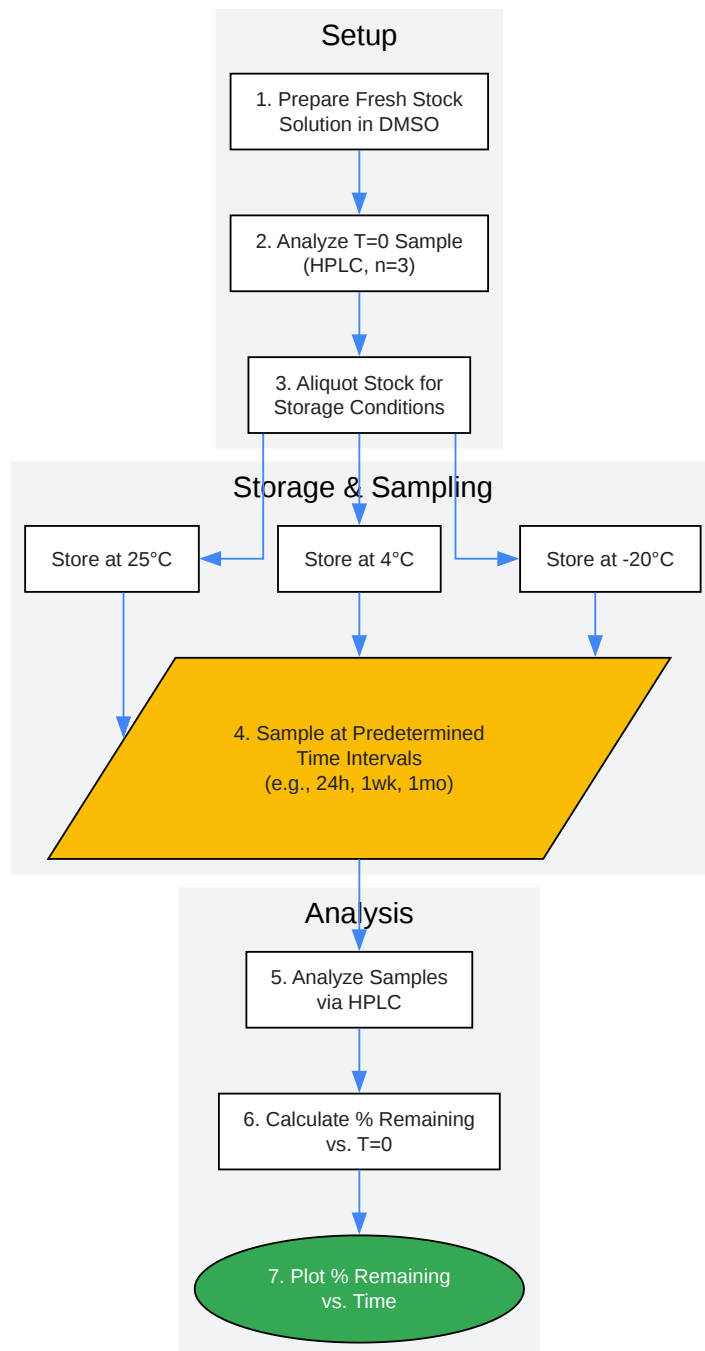 Setup
1. Prepare Fresh Stock
Solution in DMSO
2. Analyze T=0 Sample
(HPLC, n=3)
3. Aliquot Stock for
Storage Conditions
Storage & Sampling
Store at 25°C
Store at 4°C
Store at -20°C
4. Sample at Predetermined
Time Intervals
(e.g., 24h, 1wk, 1mo)
Analysis
5. Analyze Samples
via HPLC
6. Calculate % Remaining
vs. T=0
7. Plot % Remaining
vs. Time